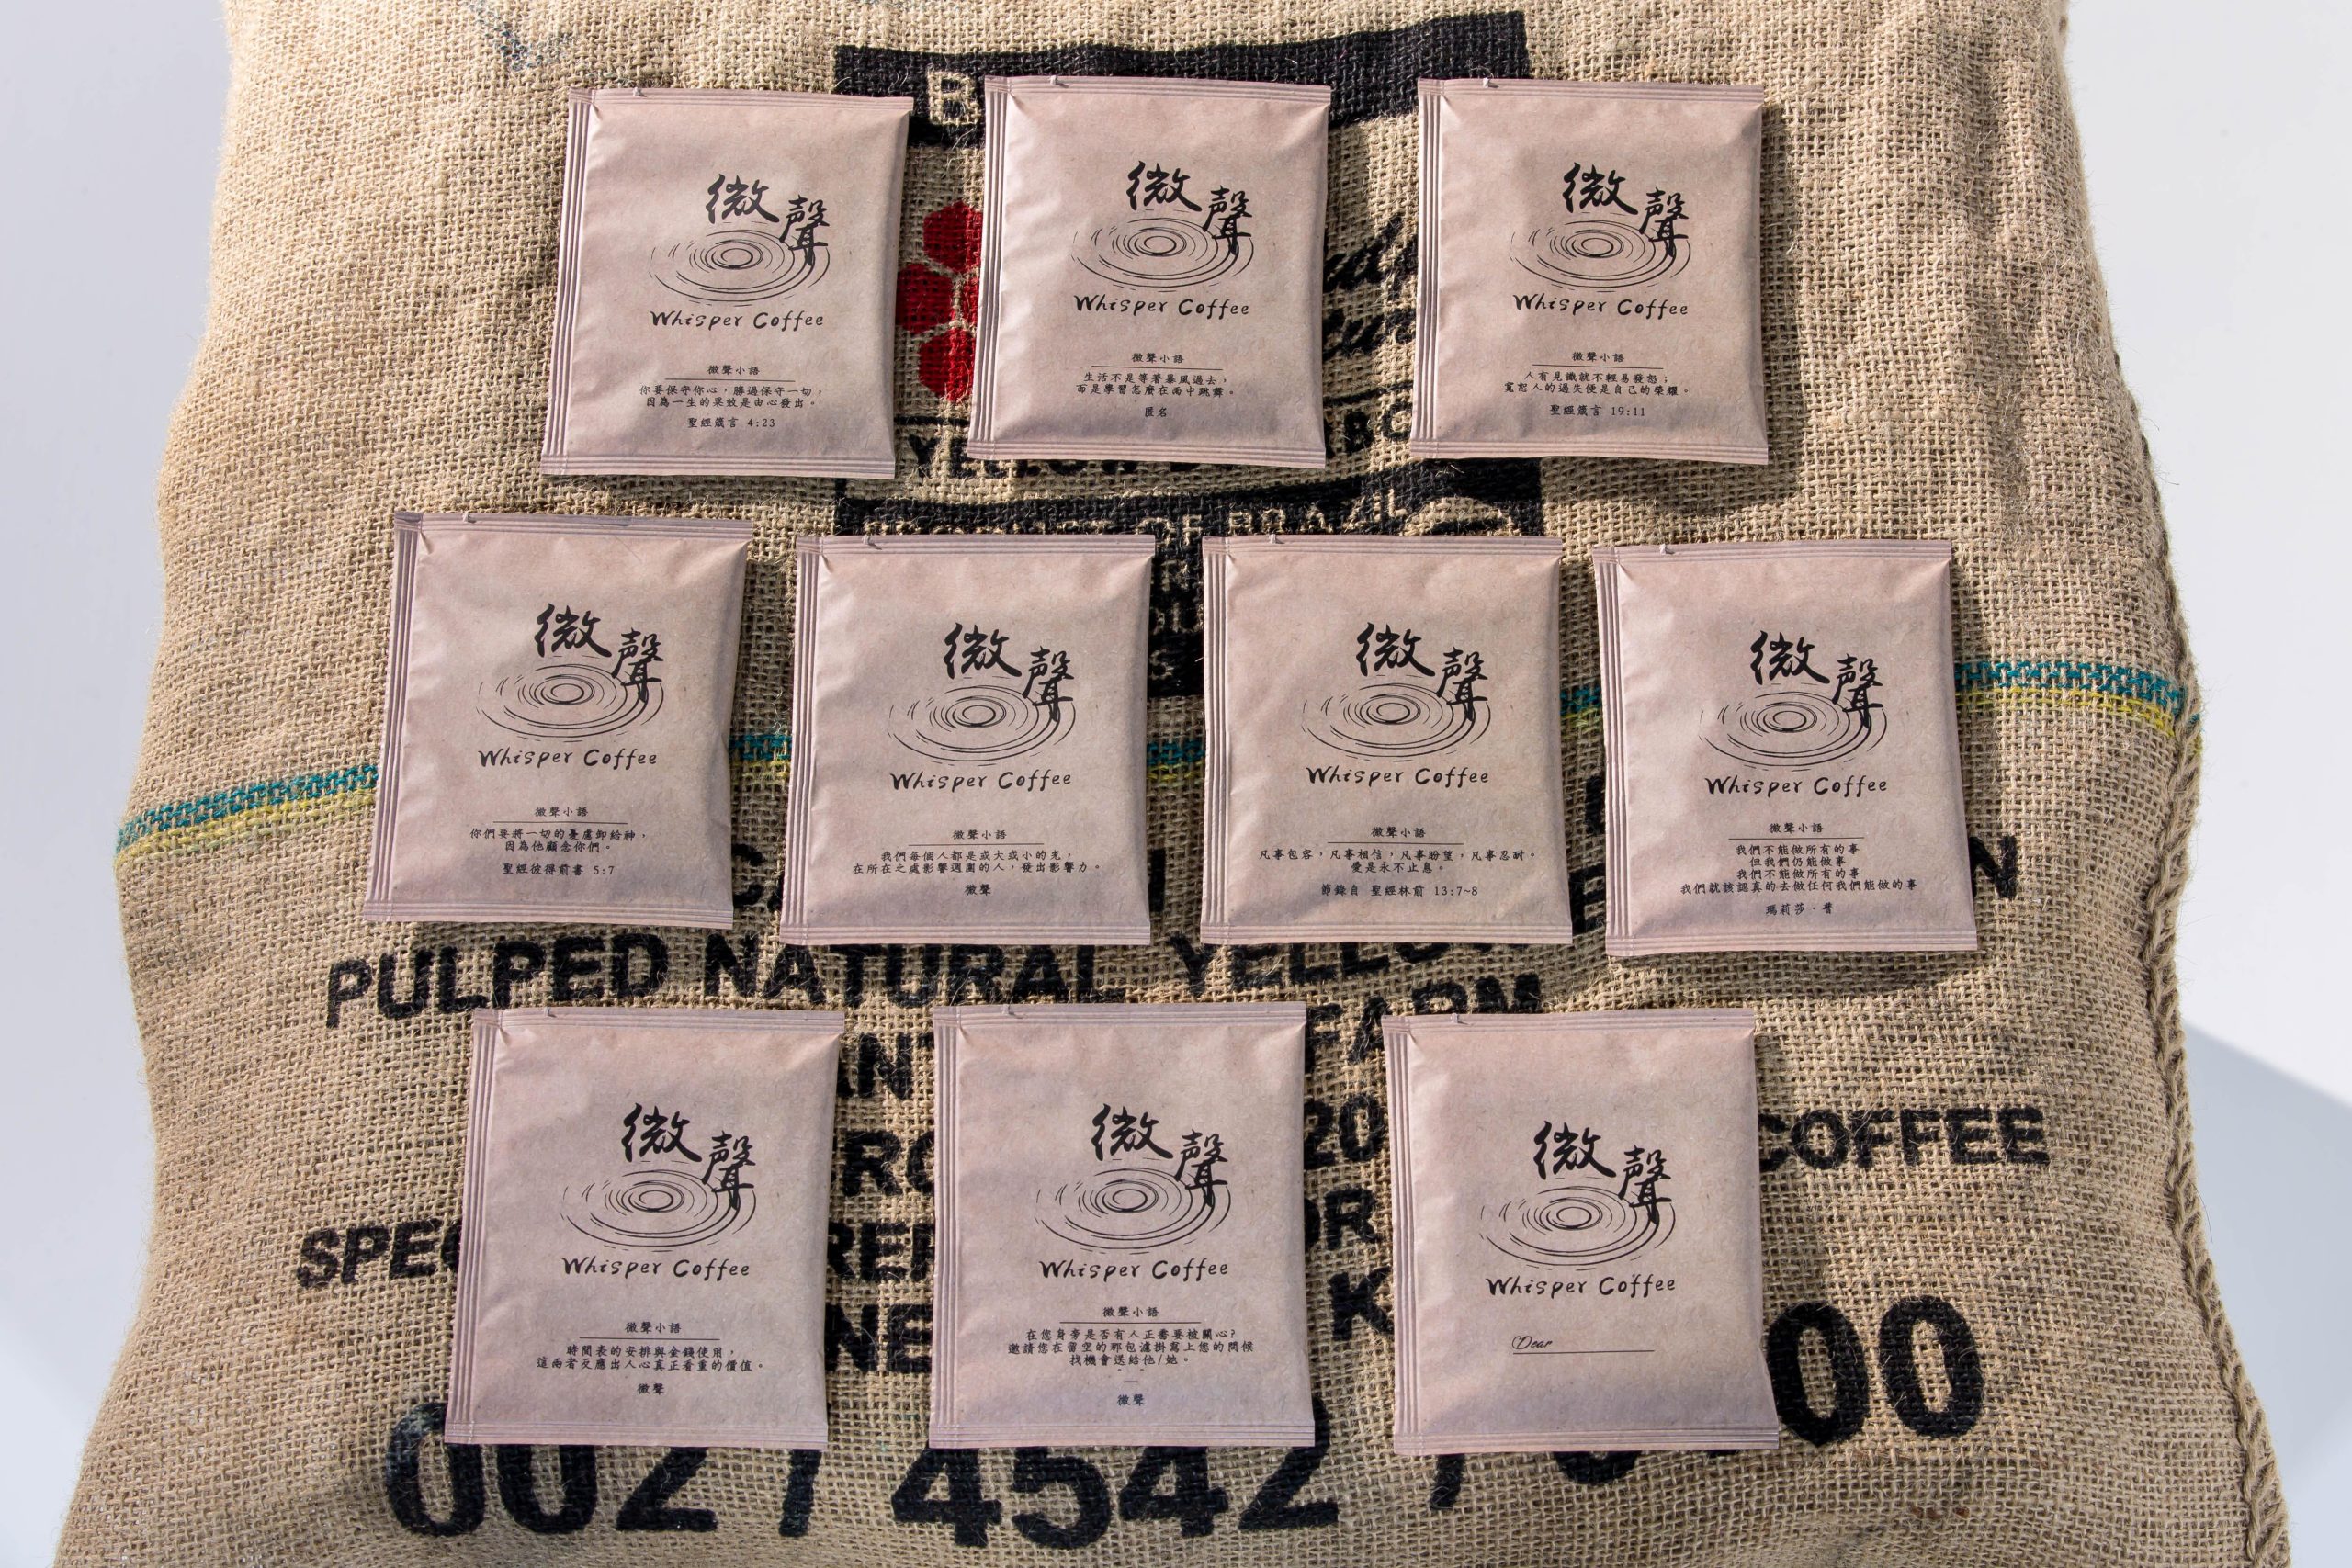 微聲
Whisper Coffee
微聲小語
你要保守你心，勝過保守一切，
因為一生的果效是由心發出。
聖經箴言 4:23
微聲
Whisper Coffee
微聲小語
生活不是等著暴風過去，
而是學習怎麼在雨中跳舞。
匿名
微聲
Whisper Coffee
微聲小語
人有見識就不輕易發怒；
寬恕人的過失便是自己的榮耀。
聖經箴言 19:11
YELLOW
PRODUCT OF BRAZIL
微聲
Whisper Coffee
微聲小語
你們要將一切的憂慮卸給神，
因為他顧念你們。
聖經彼得前書 5:7
微聲
Whisper Coffee
微聲小語
我們每個人都是或大或小的光，
在所在之處影響週圍的人，發出影響力。
微聲
微聲
Whisper Coffee
微聲小語
凡事包容，凡事相信，凡事盼望，凡事忍耐。
愛是永不止息。
節錄自 聖經林前 13:7~8
微聲
Whisper Coffee
微聲小語
我們不能做所有的事
但我們仍能做事
我們不能做所有的事
我們就該認真的去做任何我們能做的事
瑪莉莎·普
PULPED NATURAL YELLOW
FARM
COFFEE
微聲
Whisper Coffee
微聲小語
時間表的安排與金錢使用，
這兩者反應出人心真正看重的價值。
微聲
微聲
Whisper Coffee
微聲小語
在您身旁是否有人正需要被關心？
邀請您在留空的那包濾掛寫上您的問候
找機會送給他/她。
微聲
微聲
Whisper Coffee
Dear
002 / 4542 /